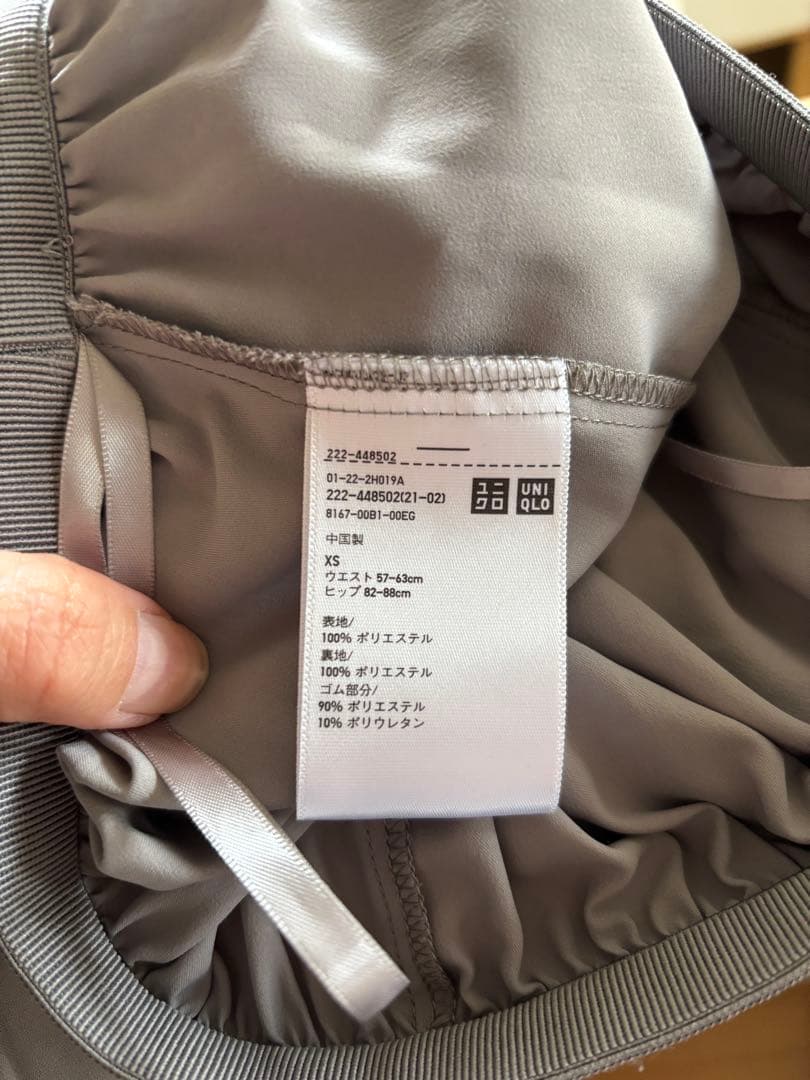 222-448502
01-22-2H019A
222-448502(21-02)
8167-00B1-00EG
ユニ
クロ
UNI
QLO
中国製
XS
ウエスト 57-63cm
ヒップ 82-88cm
表地/
100% ポリエステル
裏地/
100% ポリエステル
ゴム部分/
90% ポリエステル
10% ポリウレタン